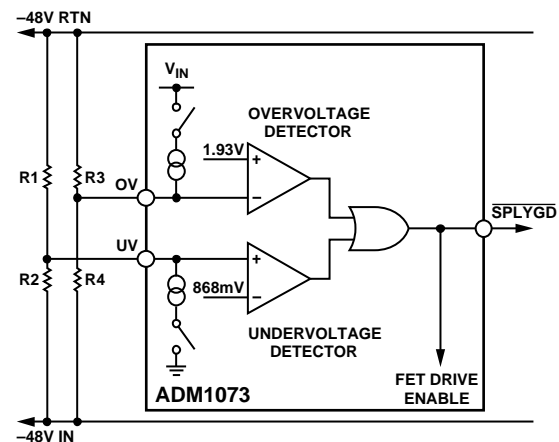 –48V RTN
VIN
OVERVOLTAGE
DETECTOR
1.93V
+
–
R1
R3
OV
SPLYGD
UV
R2
R4
+
868mV
–
UNDERVOLTAGE
DETECTOR
FET DRIVE
ENABLE
ADM1073
–48V IN